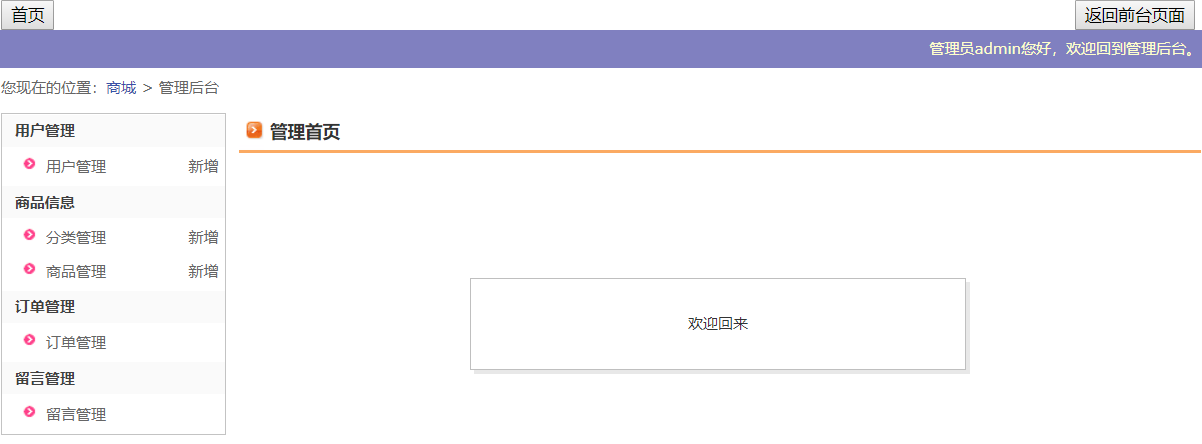 首页 返回前台页面
管理员admin您好，欢迎回到管理后台。
您现在的位置：商城 > 管理后台
用户管理
用户管理 新增
商品信息
分类管理 新增
商品管理 新增
订单管理
订单管理
留言管理
留言管理
管理首页
欢迎回来